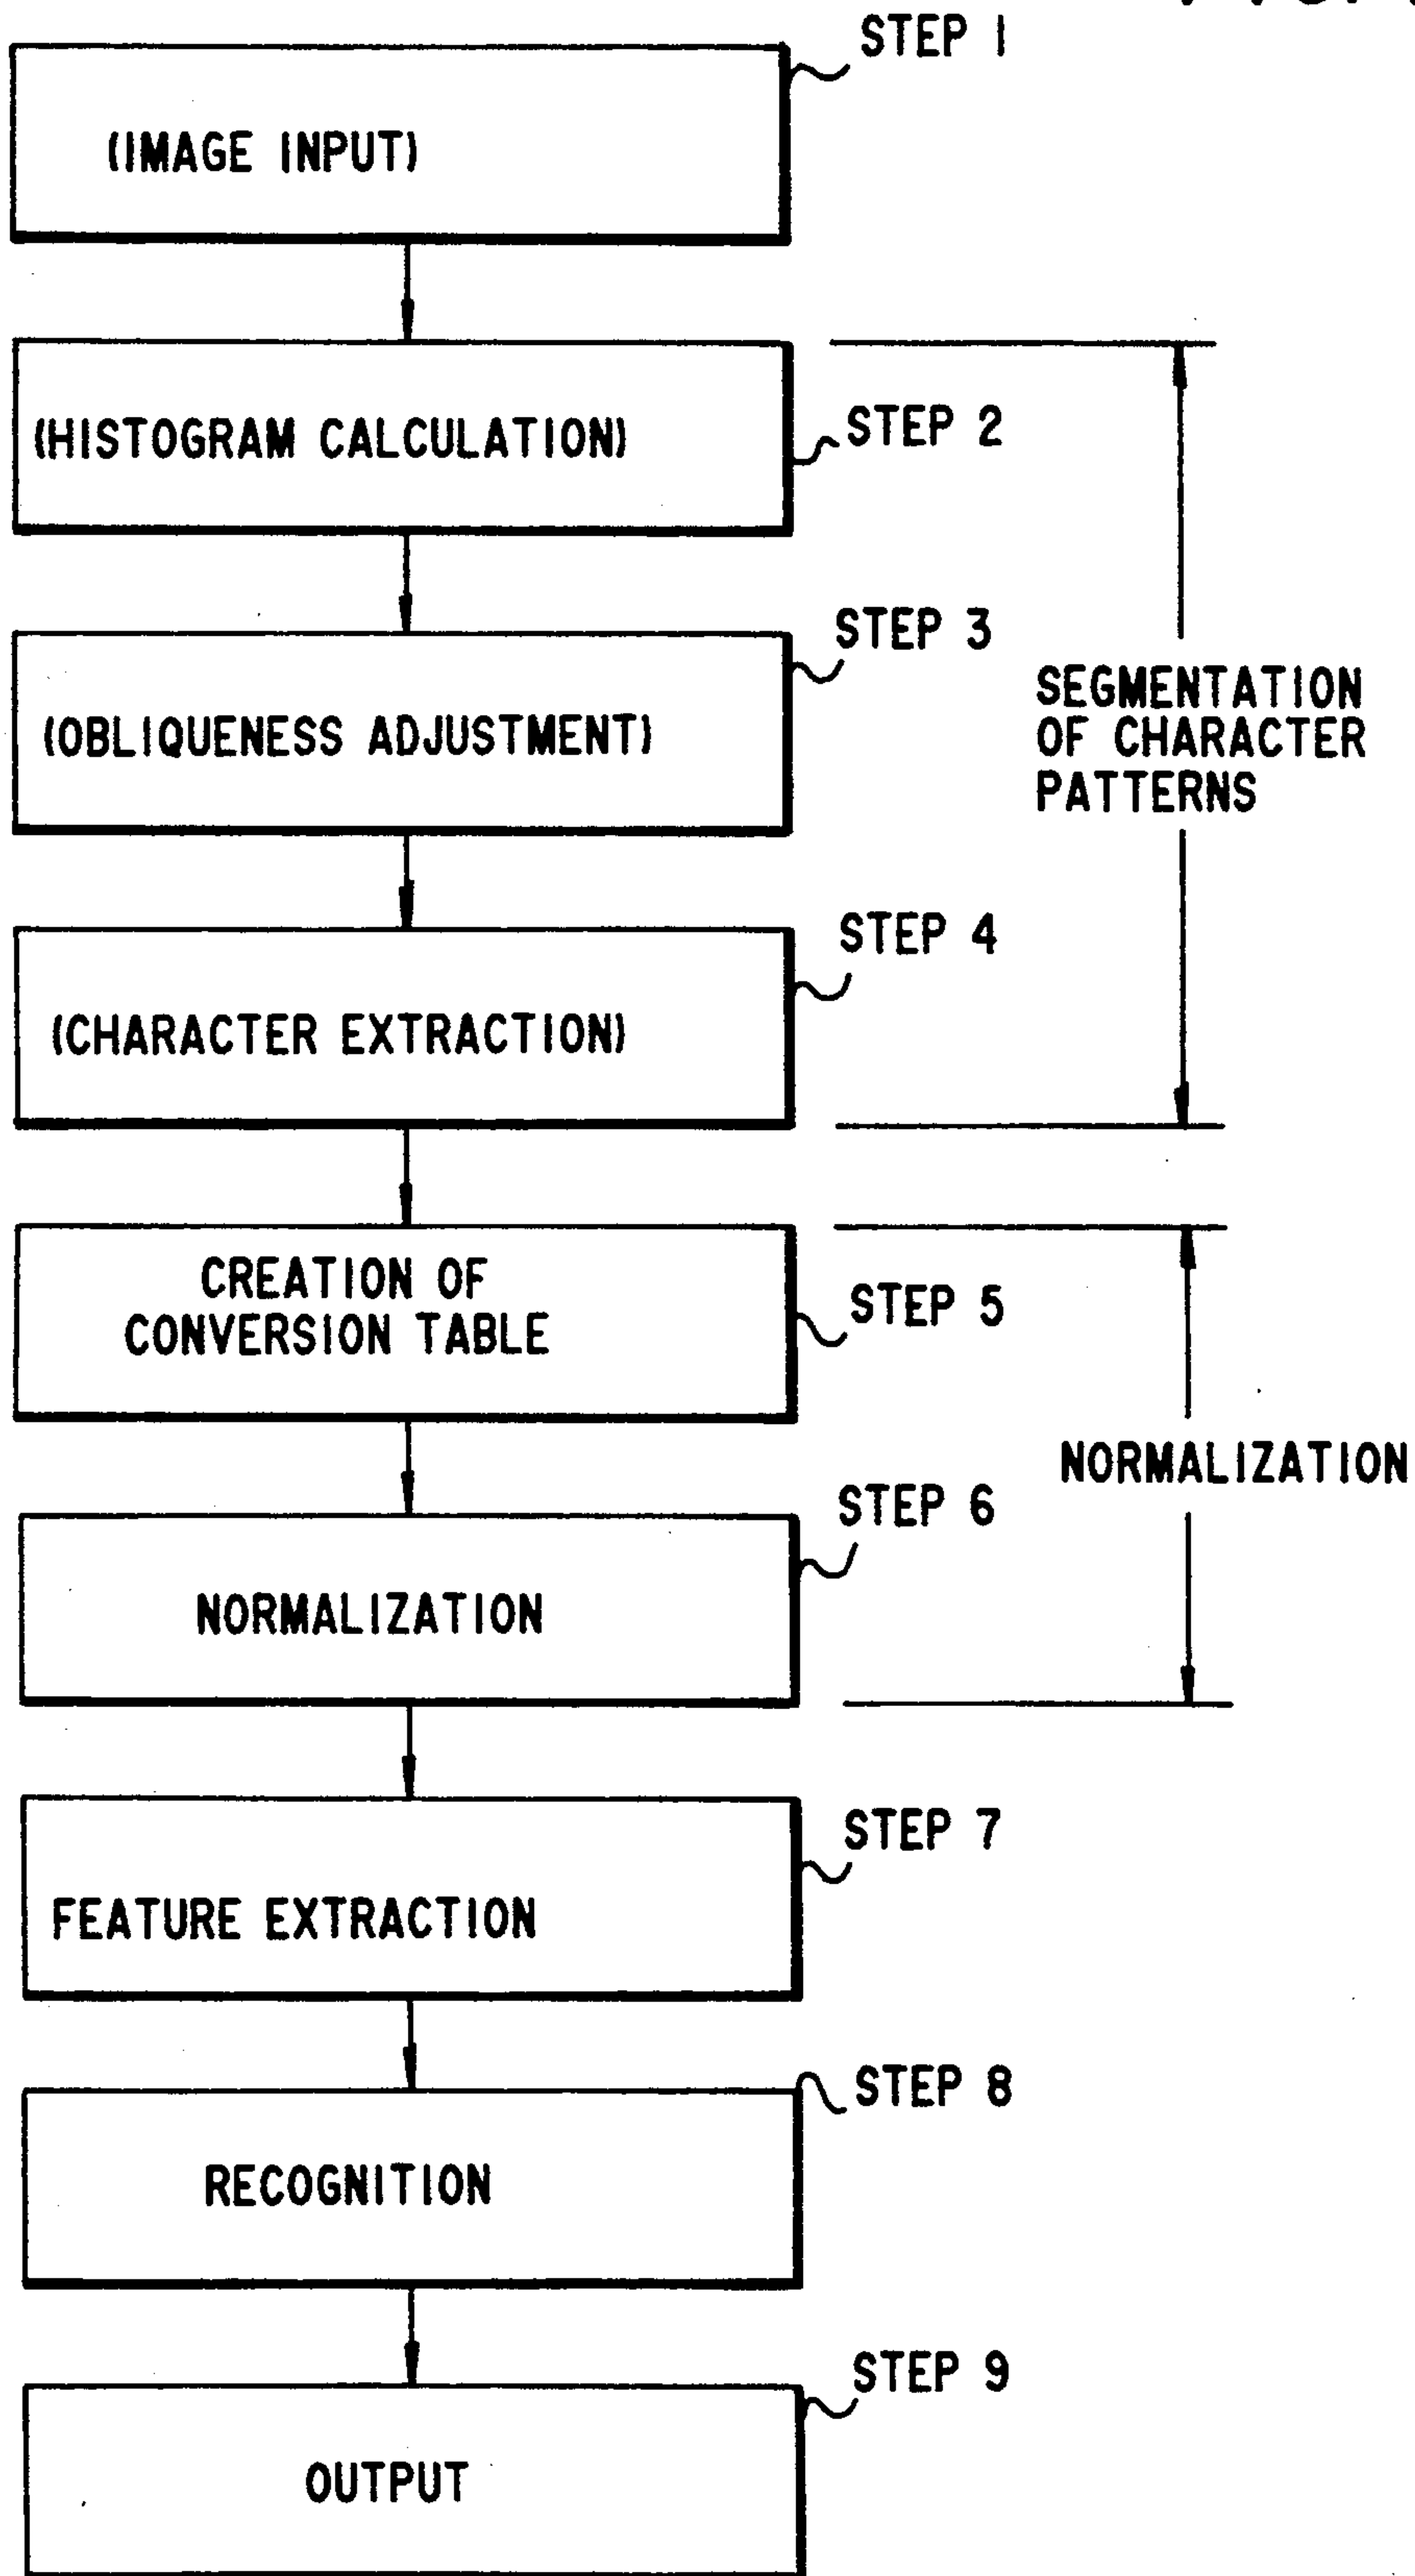 STEP 1
(IMAGE INPUT)
(HISTOGRAM CALCULATION)
STEP 2
STEP 3
(OBLIQUENESS ADJUSTMENT)
SEGMENTATION
OF CHARACTER
PATTERNS
STEP 4
(CHARACTER EXTRACTION)
CREATION OF
CONVERSION TABLE
STEP 5
NORMALIZATION
STEP 6
NORMALIZATION
STEP 7
FEATURE EXTRACTION
STEP 8
RECOGNITION
STEP 9
OUTPUT